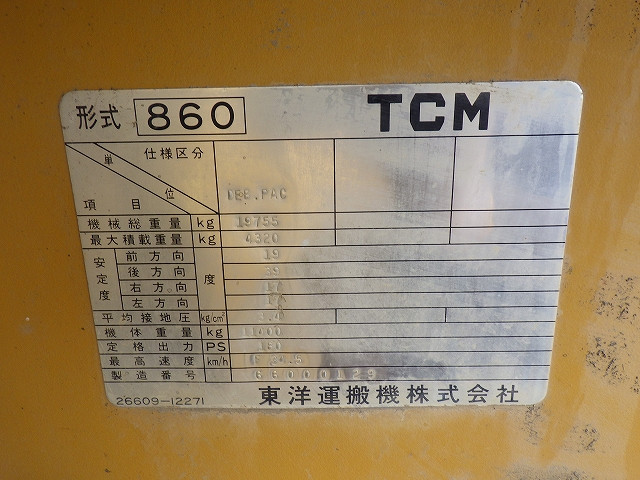 形式 860 TCM
仕様区分
単位
項目
機械総重量 kg 19755
最大積載重量 kg 4320
安定度 度
前方向 19
後方向
右方向 17
左方向
平均接地圧 kg/cm²
機体重量 kg 11400
定格出力 PS
最高速度 km/h
製造番号
26609-12271 東洋運搬機株式会社